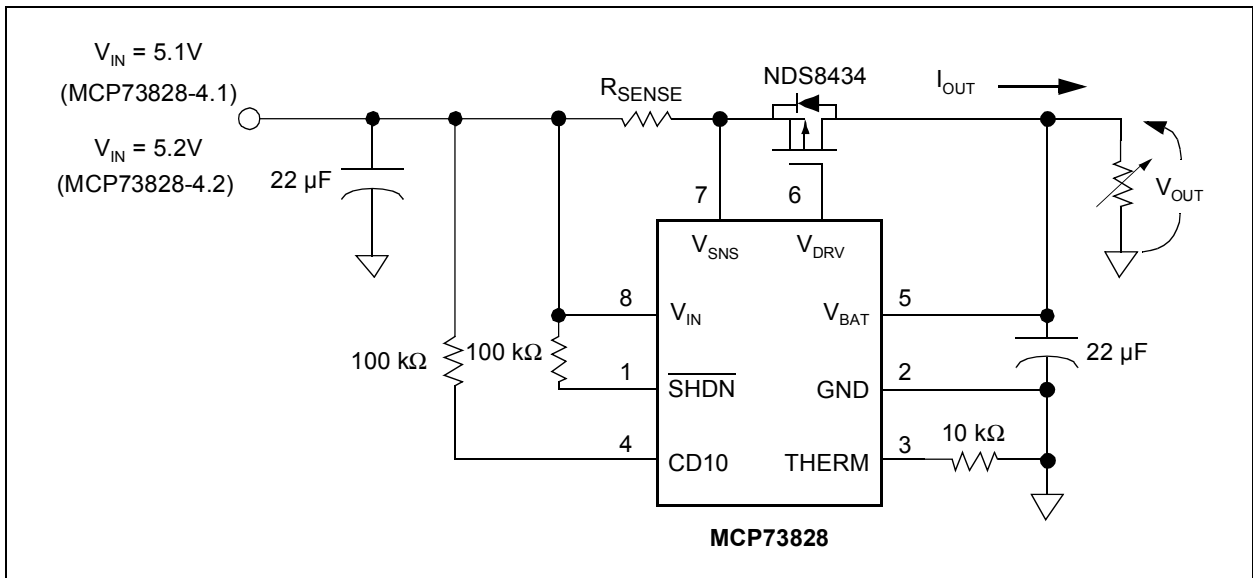 V_IN = 5.1V
(MCP73828-4.1)
V_IN = 5.2V
(MCP73828-4.2)
R_SENSE
NDS8434
I_OUT
22 µF
7
6
V_OUT
V_SNS
V_DRV
8
V_IN
V_BAT
5
100 kΩ
100 kΩ
22 µF
1
S̅H̅D̅N̅
GND
2
4
CD10
THERM
3
10 kΩ
MCP73828